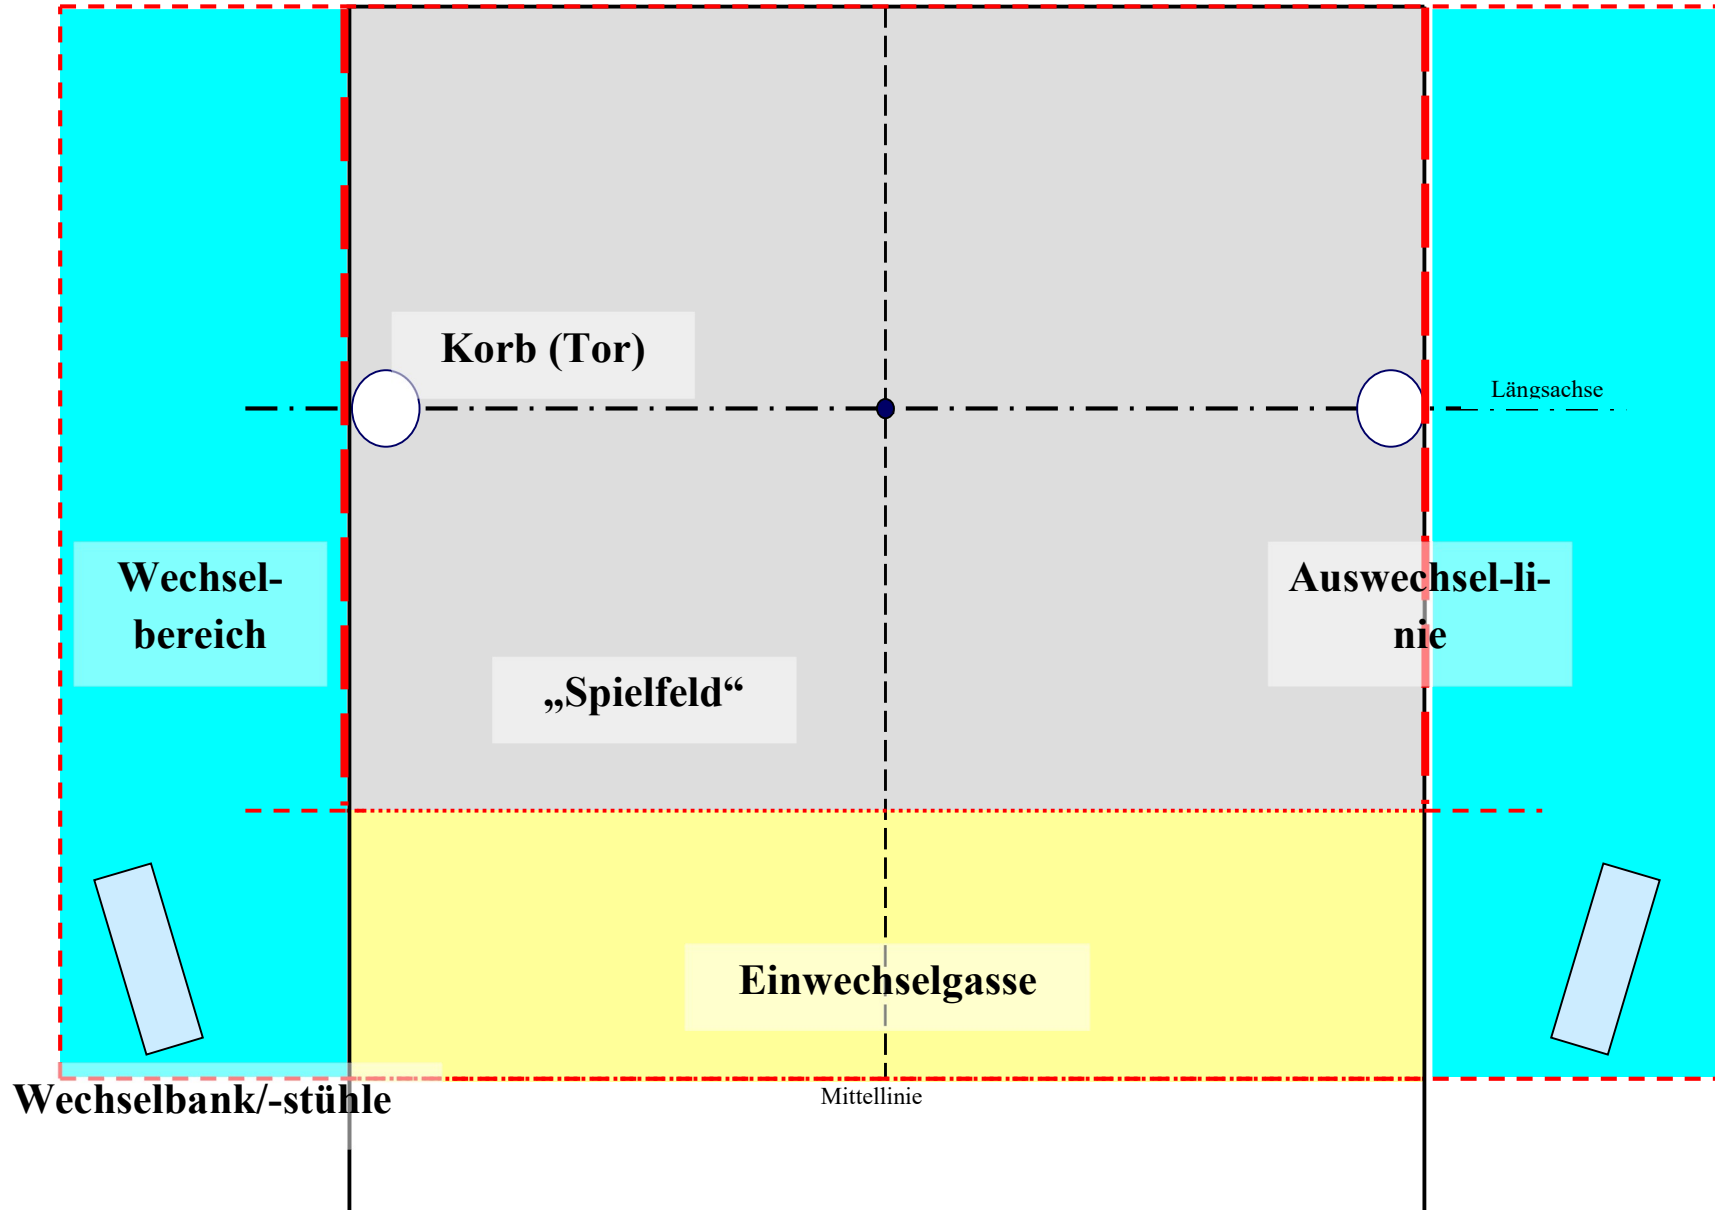 Korb (Tor)
Längsachse
Wechsel-
bereich
Auswechsel-li-
nie
„Spielfeld“
Einwechselgasse
Wechselbank/-stühle
Mittellinie